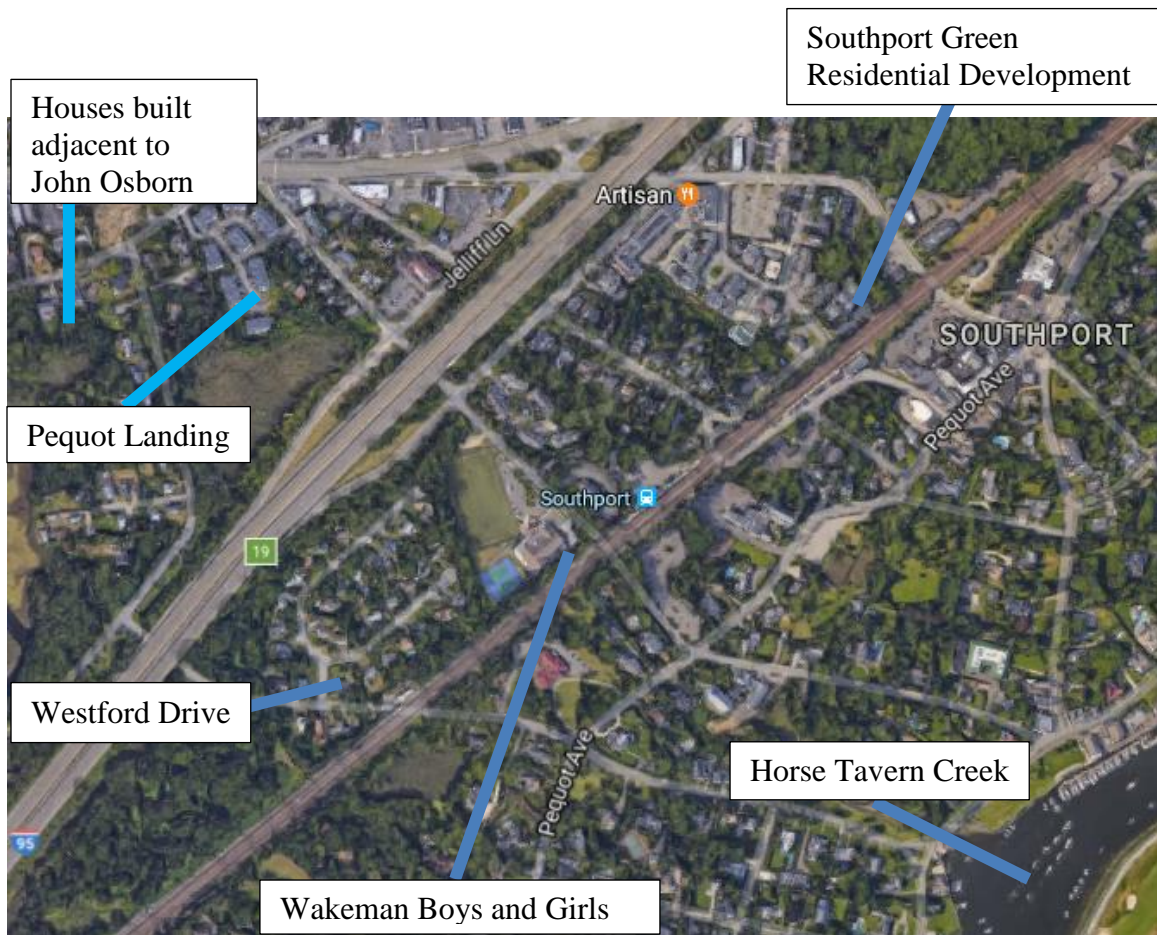 Southport Green
Residential Development
Houses built
adjacent to
John Osborn
Artisan
Jelliff Ln
SOUTHPORT
Pequot Ave
Pequot Landing
Southport
19
Westford Drive
Pequot Ave
Horse Tavern Creek
95
Wakeman Boys and Girls